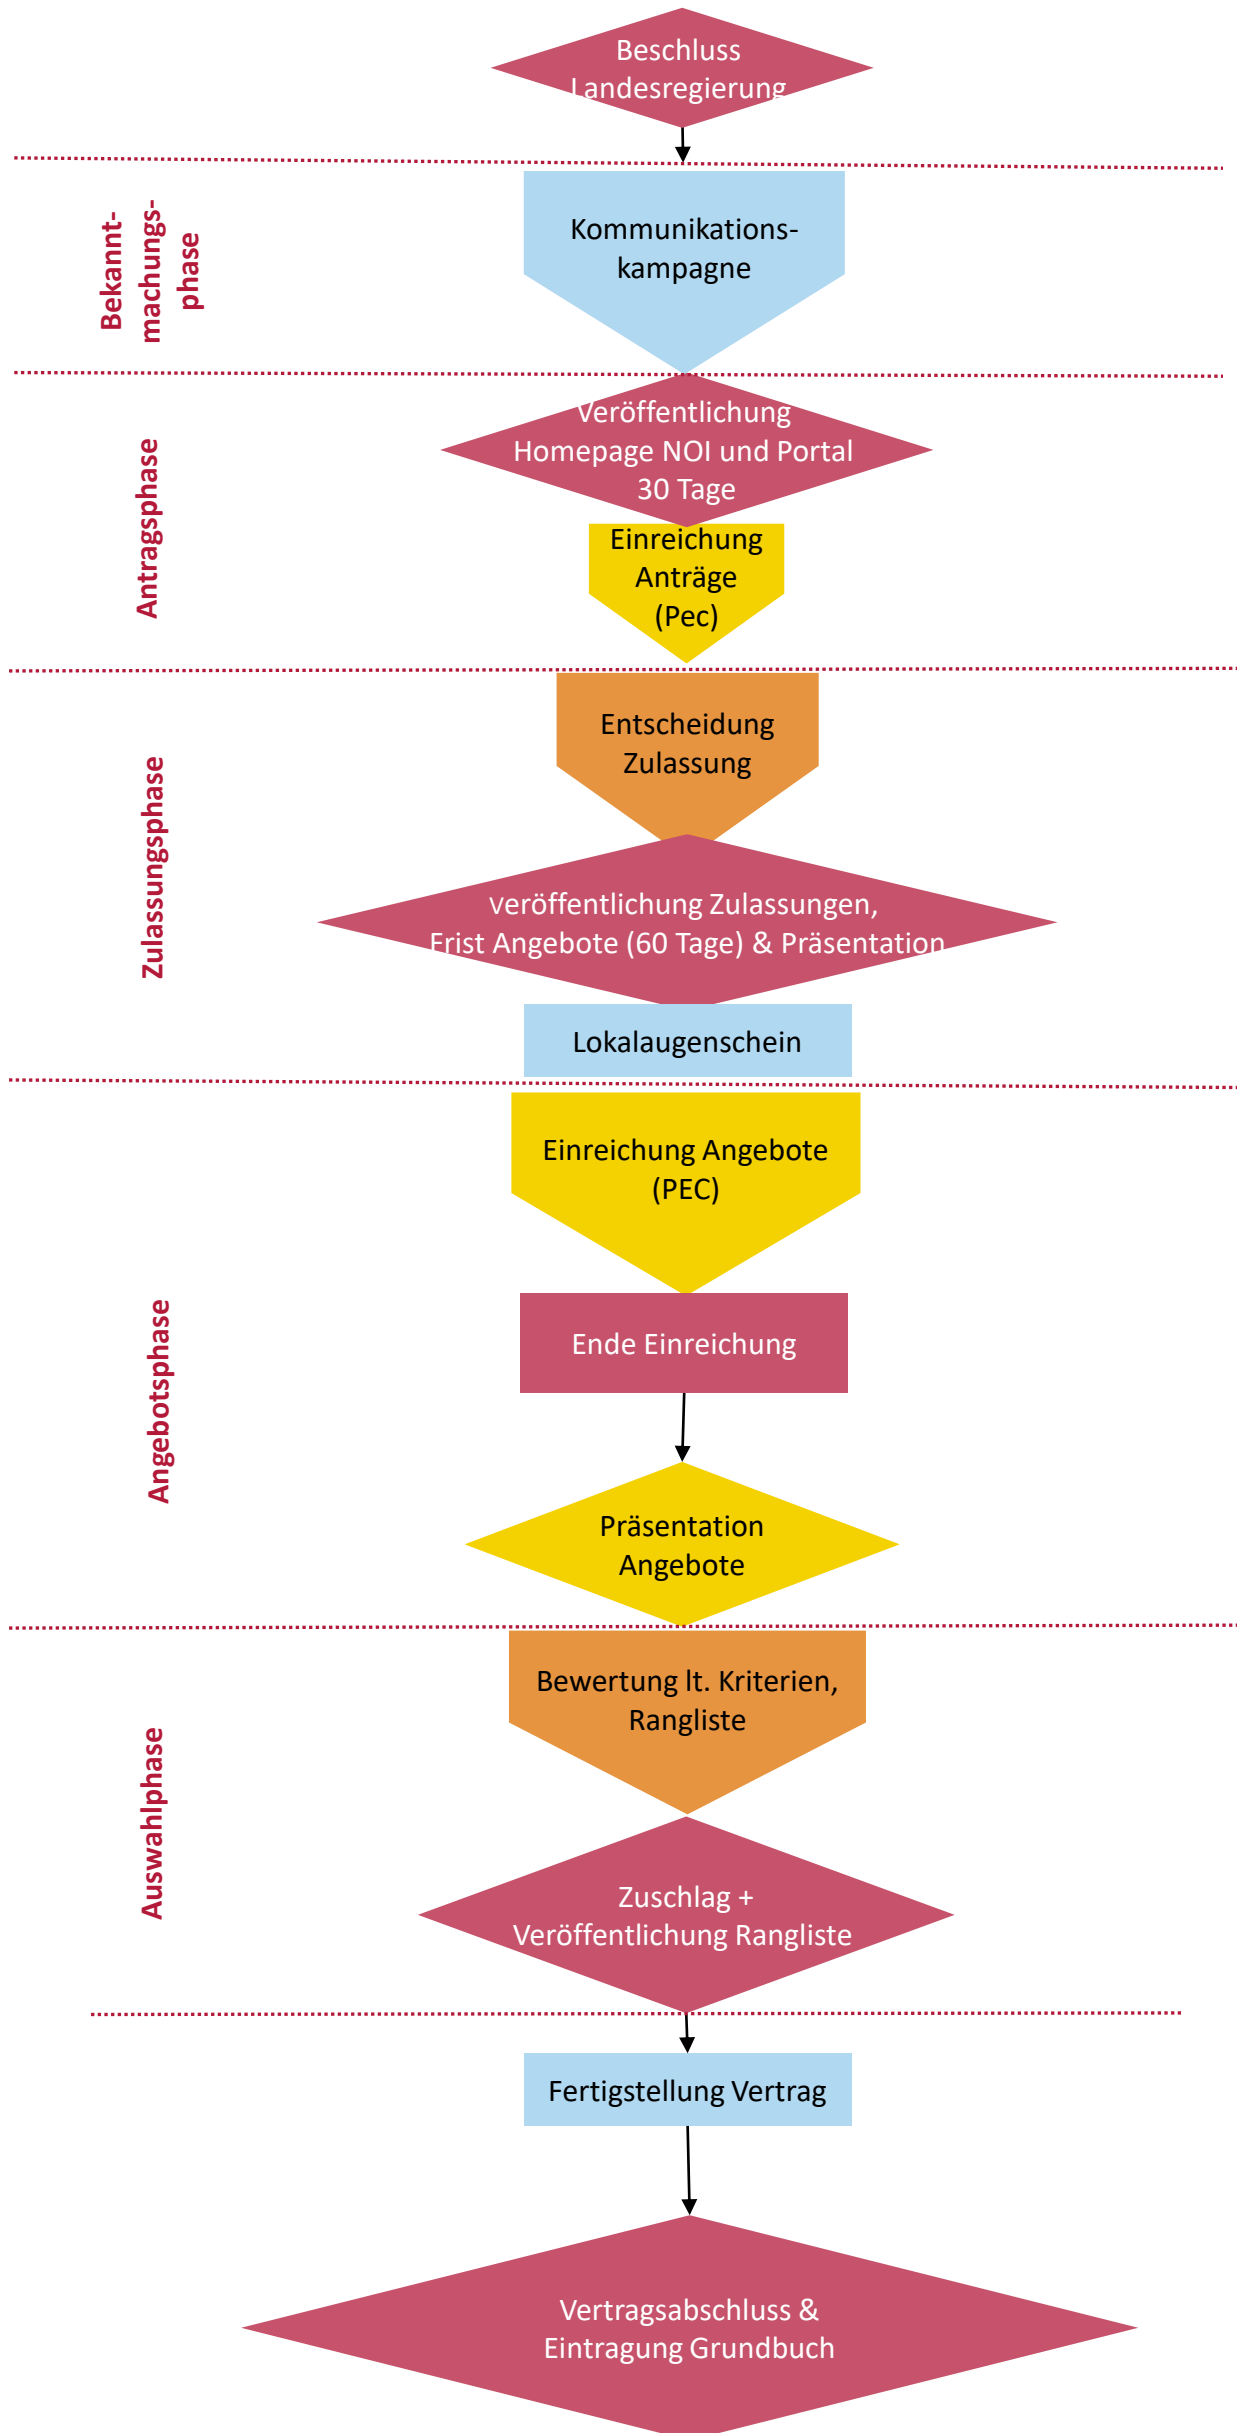 Beschluss
Landesregierung
Bekannt-
machungs-
phase
Kommunikations-
kampagne
Antragsphase
Veröffentlichung
Homepage NOI und Portal
30 Tage
Einreichung
Anträge
(Pec)
Zulassungsphase
Entscheidung
Zulassung
Veröffentlichung Zulassungen,
Frist Angebote (60 Tage) & Präsentation
Lokalaugenschein
Angebotsphase
Einreichung Angebote
(PEC)
Ende Einreichung
Präsentation
Angebote
Auswahlphase
Bewertung lt. Kriterien,
Rangliste
Zuschlag +
Veröffentlichung Rangliste
Fertigstellung Vertrag
Vertragsabschluss &
Eintragung Grundbuch